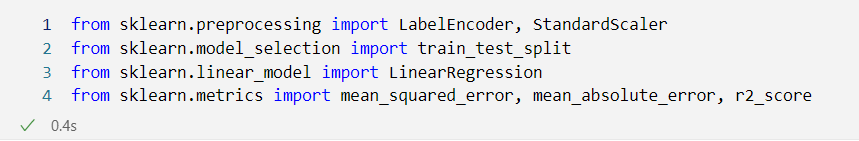 1 from sklearn.preprocessing import LabelEncoder, StandardScaler
2 from sklearn.model_selection import train_test_split
3 from sklearn.linear_model import LinearRegression
4 from sklearn.metrics import mean_squared_error, mean_absolute_error, r2_score
✓ 0.4s